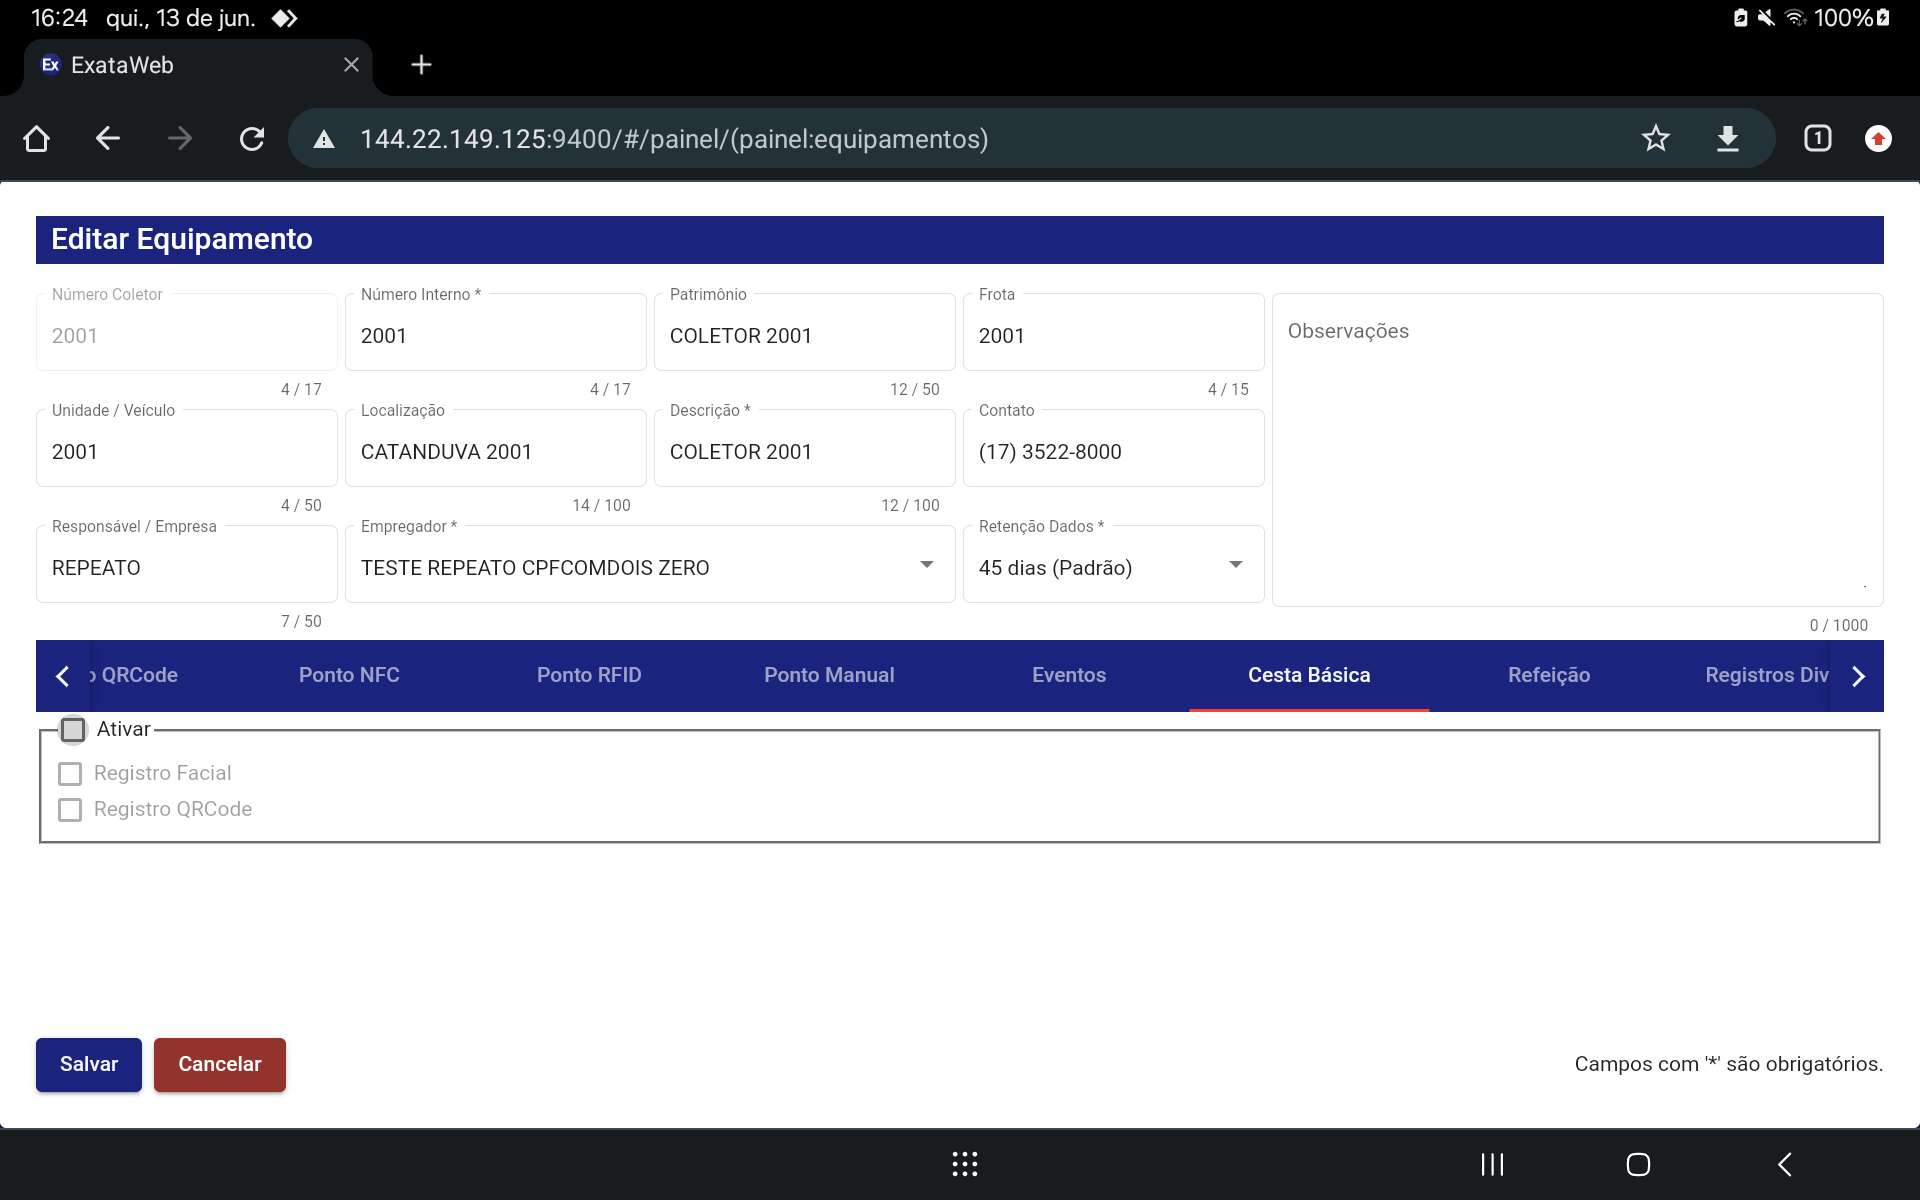 16:24 qui., 13 de jun.
100%
Ex ExataWeb
144.22.149.125:9400/#/painel/(painel:equipamentos)
1
Editar Equipamento
Número Coletor
2001
4 / 17
Número Interno *
2001
4 / 17
Patrimônio
COLETOR 2001
12 / 50
Frota
2001
4 / 15
Observações
0 / 1000
Unidade / Veículo
2001
4 / 50
Localização
CATANDUVA 2001
14 / 100
Descrição *
COLETOR 2001
12 / 100
Contato
(17) 3522-8000
Responsável / Empresa
REPEATO
7 / 50
Empregador *
TESTE REPEATO CPFCOMDOIS ZERO
Retenção Dados *
45 dias (Padrão)
o QRCode
Ponto NFC
Ponto RFID
Ponto Manual
Eventos
Cesta Básica
Refeição
Registros Div
Ativar
Registro Facial
Registro QRCode
Salvar
Cancelar
Campos com '*' são obrigatórios.